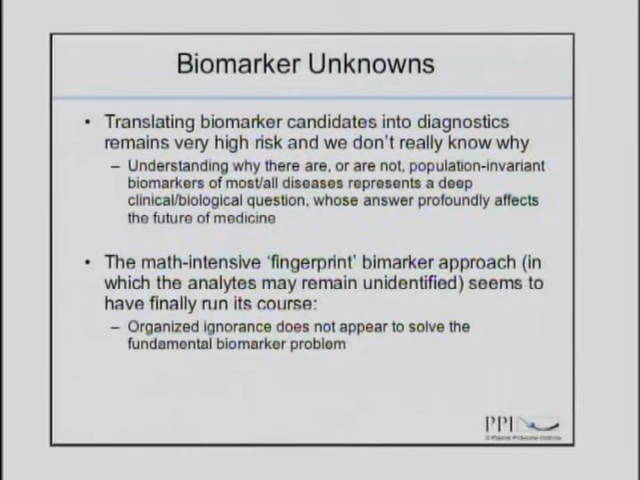 Biomarker Unknowns
• Translating biomarker candidates into diagnostics
remains very high risk and we don't really know why
– Understanding why there are, or are not, population-invariant
biomarkers of most/all diseases represents a deep
clinical/biological question, whose answer profoundly affects
the future of medicine
• The math-intensive 'fingerprint' bimarker approach (in
which the analytes may remain unidentified) seems to
have finally run its course:
– Organized ignorance does not appear to solve the
fundamental biomarker problem
PPI
Plasma Proteome Institute